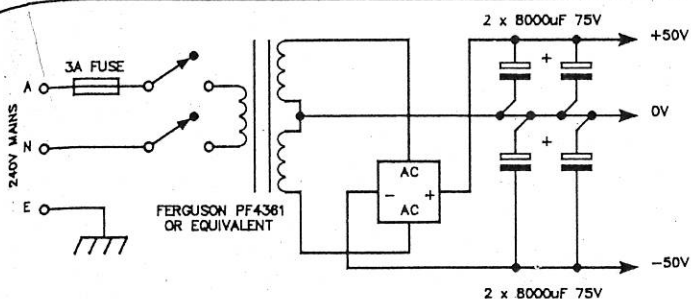 2 x 8000uF 75V
+50V
3A FUSE
A
+
0V
240V MAINS
N
+
AC
- +
AC
E
FERGUSON PF4361
OR EQUIVALENT
-50V
2 x 8000uF 75V